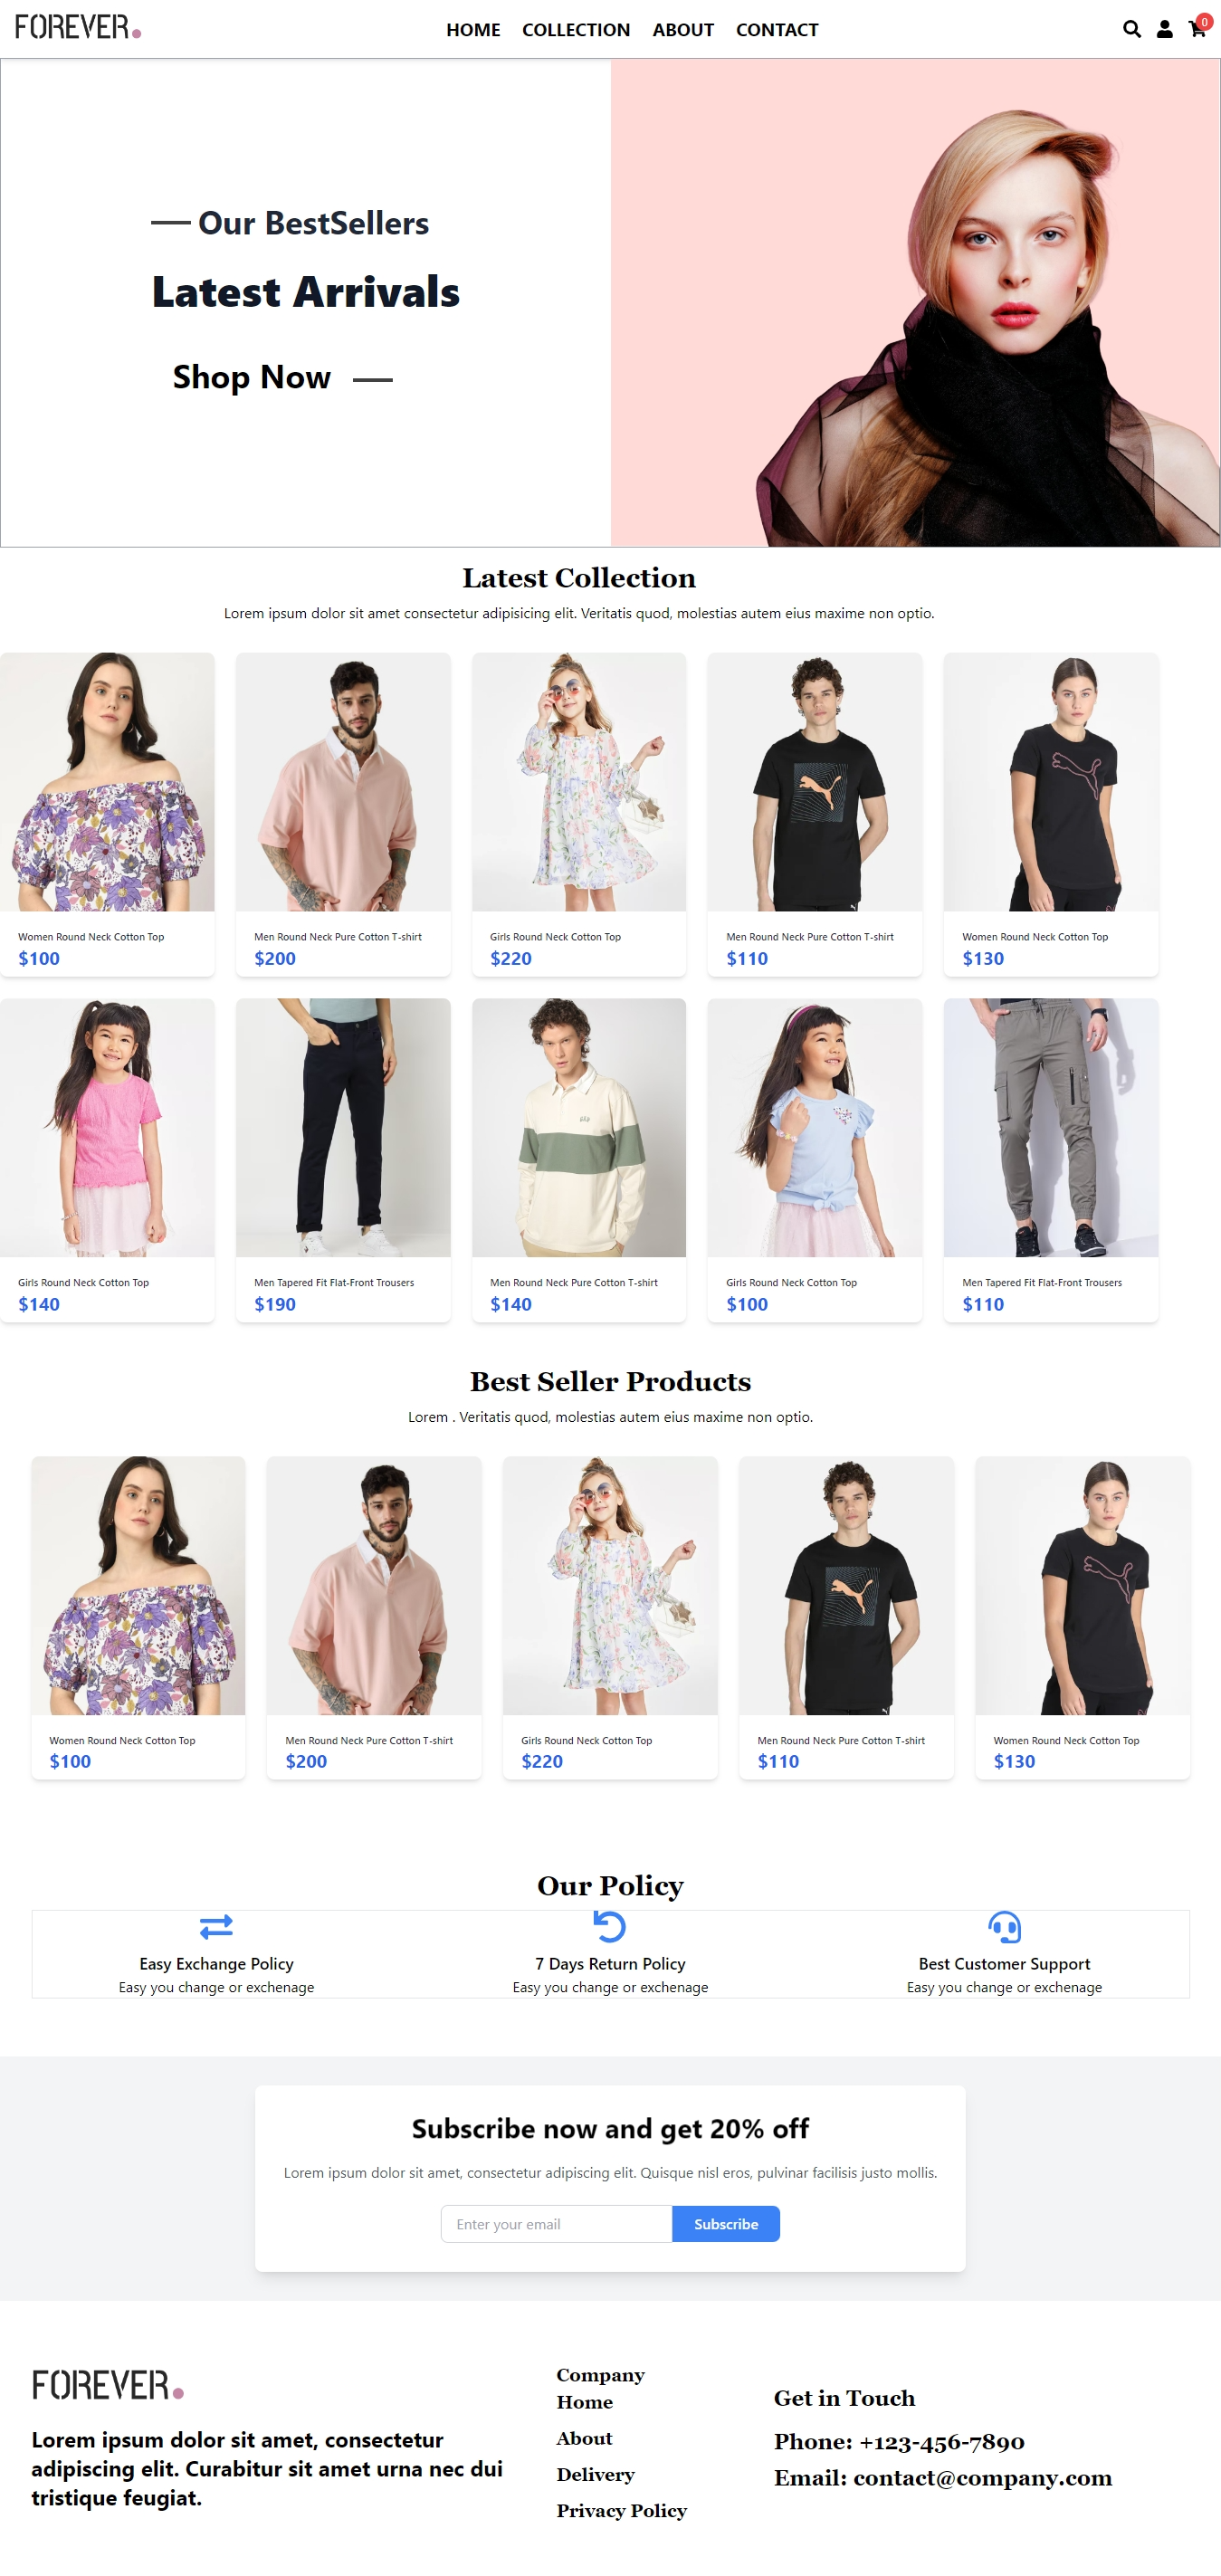 FOREVER.
HOME COLLECTION ABOUT CONTACT
0
Our BestSellers
Latest Arrivals
Shop Now
Latest Collection
Lorem ipsum dolor sit amet consectetur adipisicing elit. Veritatis quod, molestias autem eius maxime non optio.
Women Round Neck Cotton Top
$100
Men Round Neck Pure Cotton T-shirt
$200
Girls Round Neck Cotton Top
$220
Men Round Neck Pure Cotton T-shirt
$110
Women Round Neck Cotton Top
$130
Girls Round Neck Cotton Top
$140
Men Tapered Fit Flat-Front Trousers
$190
Men Round Neck Pure Cotton T-shirt
$140
Girls Round Neck Cotton Top
$100
Men Tapered Fit Flat-Front Trousers
$110
Best Seller Products
Lorem . Veritatis quod, molestias autem eius maxime non optio.
Women Round Neck Cotton Top
$100
Men Round Neck Pure Cotton T-shirt
$200
Girls Round Neck Cotton Top
$220
Men Round Neck Pure Cotton T-shirt
$110
Women Round Neck Cotton Top
$130
Our Policy
Easy Exchange Policy
Easy you change or exchenage
7 Days Return Policy
Easy you change or exchenage
Best Customer Support
Easy you change or exchenage
Subscribe now and get 20% off
Lorem ipsum dolor sit amet, consectetur adipiscing elit. Quisque nisl eros, pulvinar facilisis justo mollis.
Enter your email
Subscribe
FOREVER.
Lorem ipsum dolor sit amet, consectetur
adipiscing elit. Curabitur sit amet urna nec dui
tristique feugiat.
Company
Home
About
Delivery
Privacy Policy
Get in Touch
Phone: +123-456-7890
Email: contact@company.com